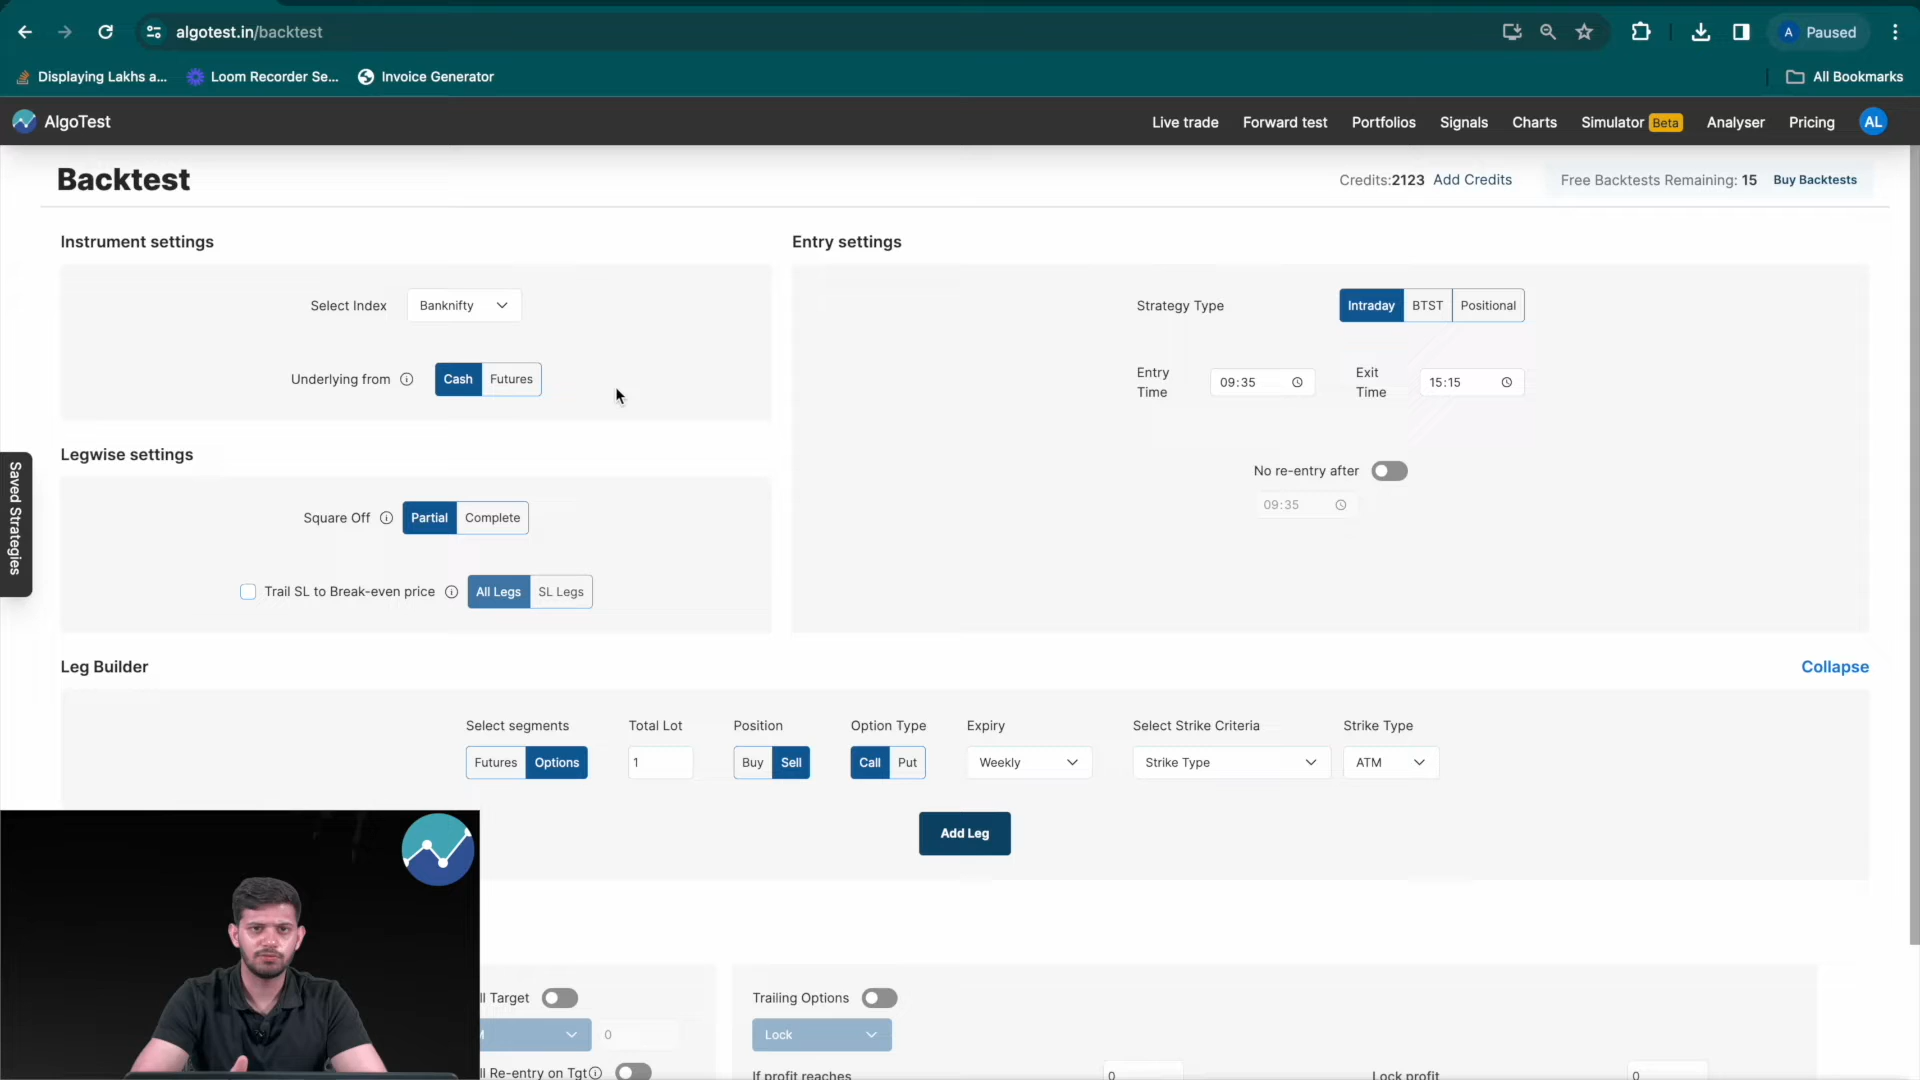 algotest.in/backtest
A Paused
Displaying Lakhs a...
Loom Recorder Se...
Invoice Generator
All Bookmarks
AlgoTest
Live trade
Forward test
Portfolios
Signals
Charts
Simulator Beta
Analyser
Pricing
AL
Backtest
Credits:2123 Add Credits
Free Backtests Remaining: 15 Buy Backtests
Instrument settings
Select Index Banknifty
Underlying from Cash Futures
Entry settings
Strategy Type Intraday BTST Positional
Entry Time 09:35
Exit Time 15:15
No re-entry after
09:35
Legwise settings
Square Off Partial Complete
Trail SL to Break-even price All Legs SL Legs
Saved Strategies
Leg Builder
Collapse
Select segments Total Lot Position Option Type Expiry Select Strike Criteria Strike Type
Futures Options 1 Buy Sell Call Put Weekly Strike Type ATM
Add Leg
ll Target
0
ll Re-entry on Tgt
Trailing Options
Lock
If profit reaches 0 Lock profit 0